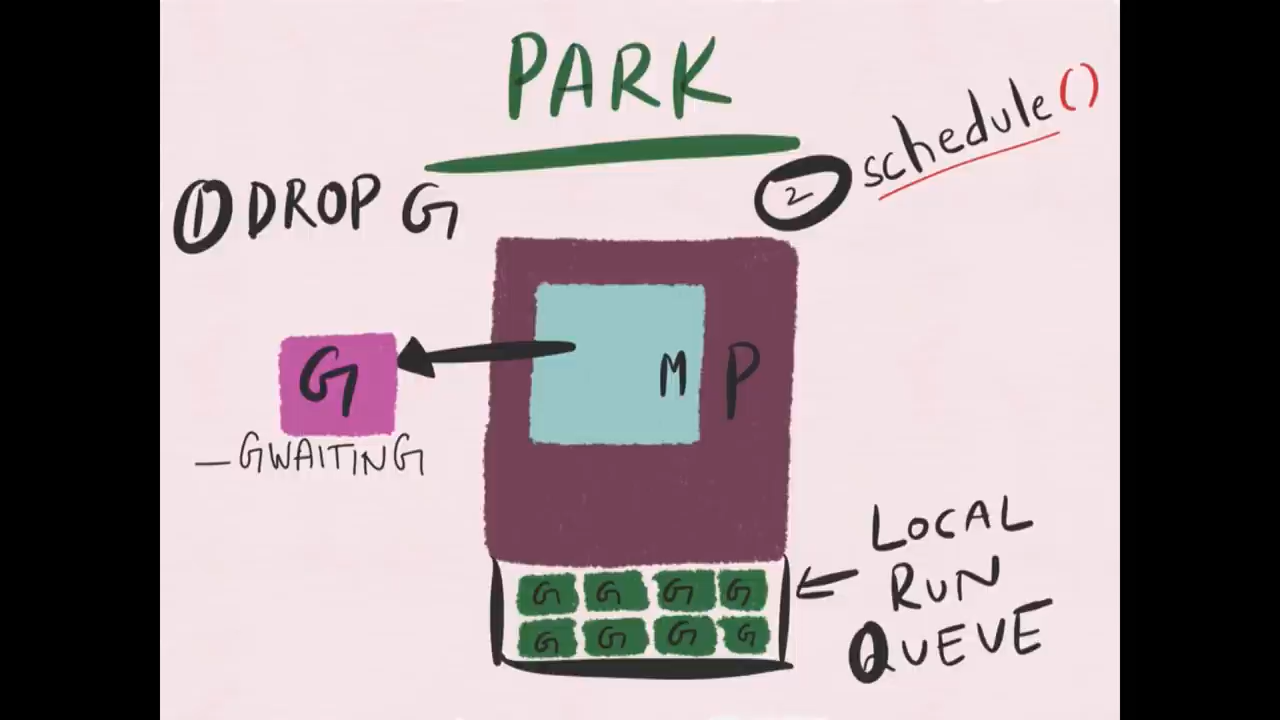 PARK
② schedule()
① DROP G
G
M P
_GWAITING
LOCAL
RUN
QUEUE
G G G G
G G G G